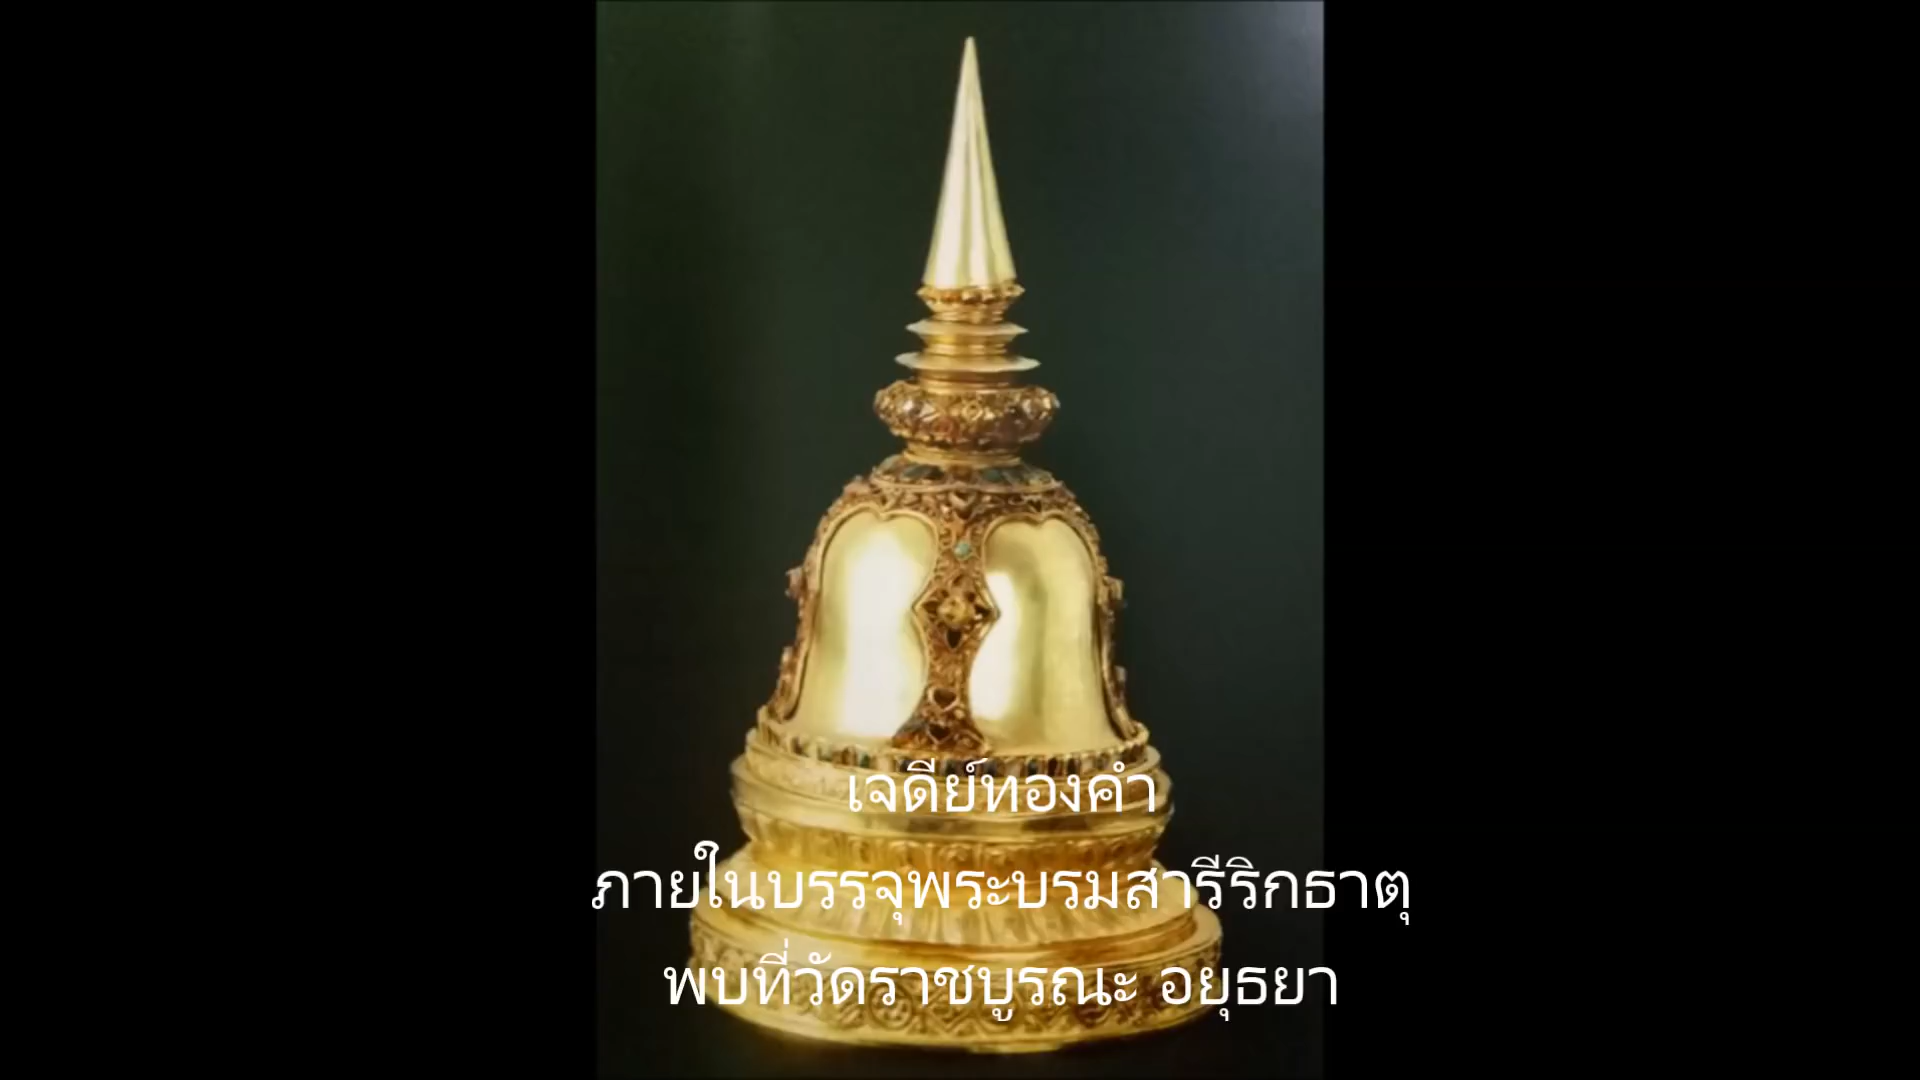 เจดีย์ทองคำ
ภายในบรรจุพระบรมสารีริกธาตุ
พบที่วัดราชบูรณะ อยุธยา